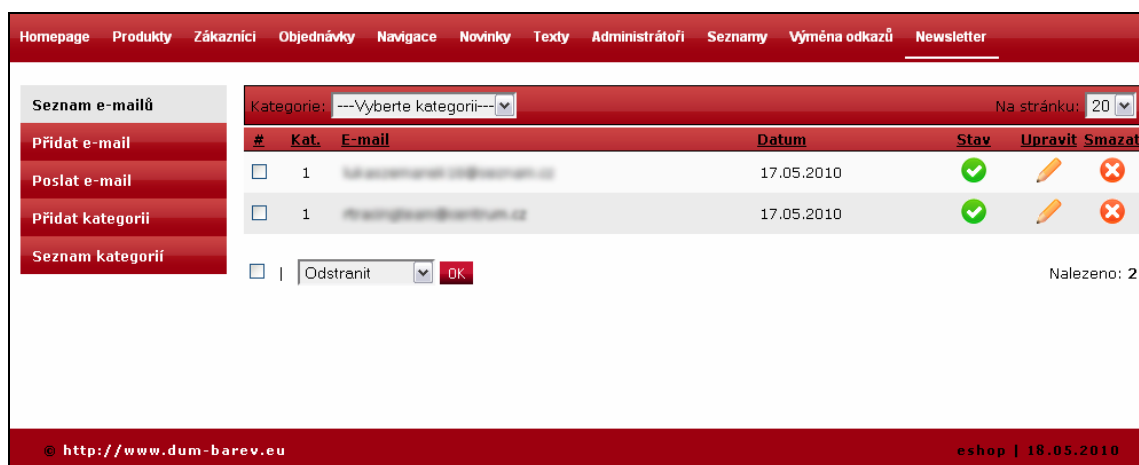 Homepage Produkty Zákazníci Objednávky Navigace Novinky Texty Administrátoři Seznamy Výměna odkazů Newsletter
Seznam e-mailů
Přidat e-mail
Poslat e-mail
Přidat kategorii
Seznam kategorií
Kategorie: ---Vyberte kategorii--- Na stránku: 20
# Kat. E-mail Datum Stav Upravit Smazat
1 17.05.2010
1 17.05.2010
| Odstranit OK Nalezeno: 2
© http://www.dum-barev.eu eshop | 18.05.2010